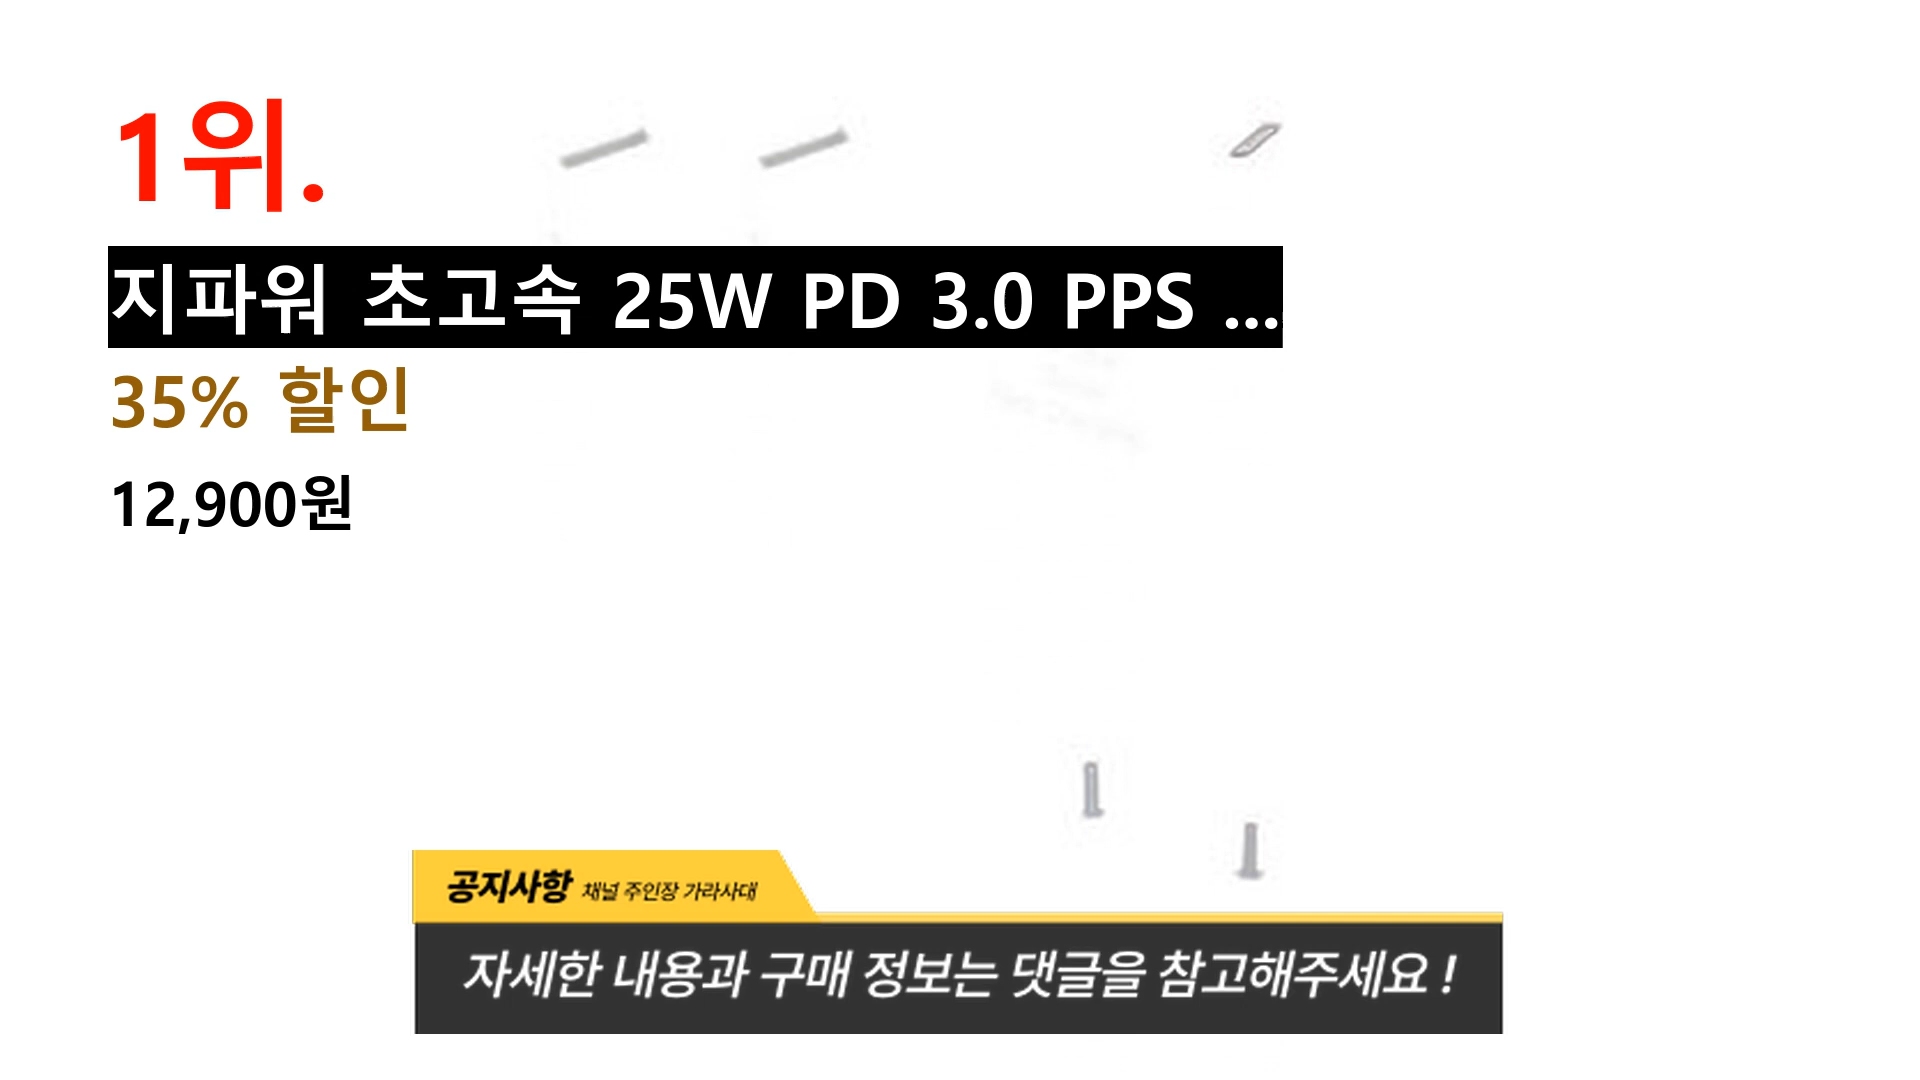 1위.
지파워 초고속 25W PD 3.0 PPS ...
35% 할인
12,900원
공지사항 채널 주인장 가라사대
자세한 내용과 구매 정보는 댓글을 참고해주세요 !